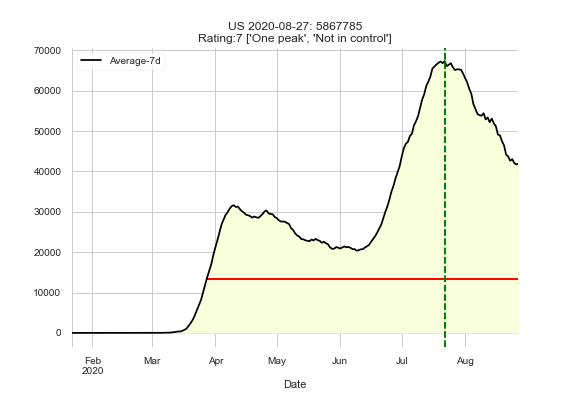 US 2020-08-27: 5867785
Rating:7 ['One peak', 'Not in control']
70000
Average-7d
60000
50000
40000
30000
20000
10000
0
Feb Mar Apr May Jun Jul Aug
2020
Date